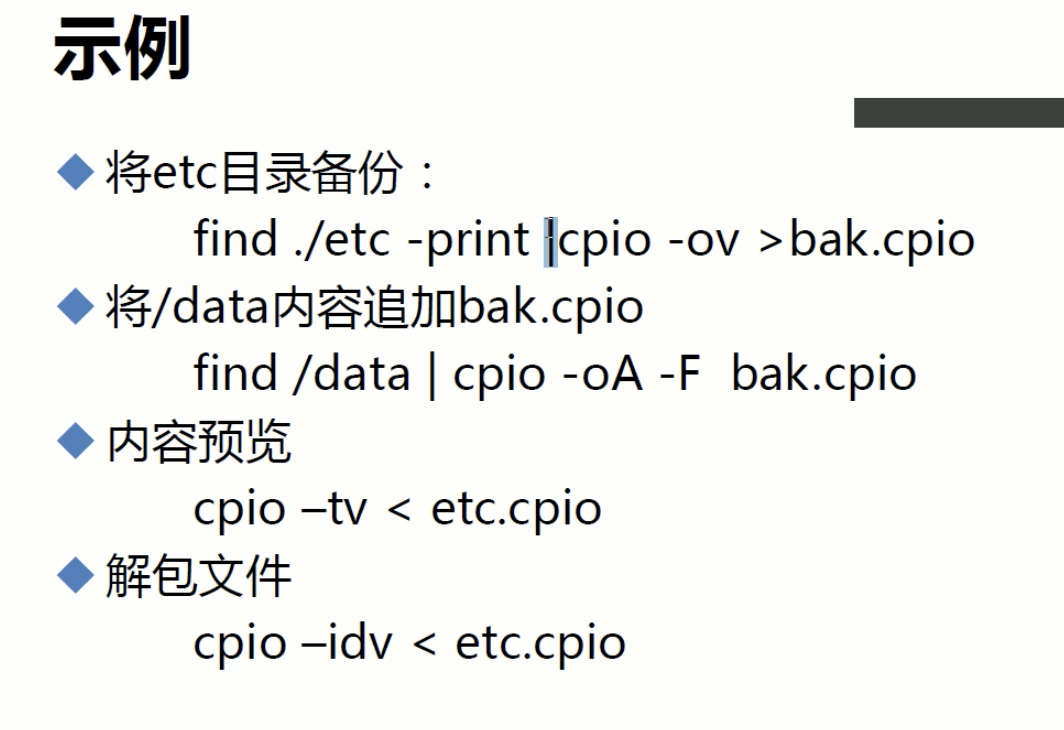 示例
将etc目录备份：
find ./etc -print |cpio -ov >bak.cpio
将/data内容追加bak.cpio
find /data | cpio -oA -F bak.cpio
内容预览
cpio –tv < etc.cpio
解包文件
cpio –idv < etc.cpio